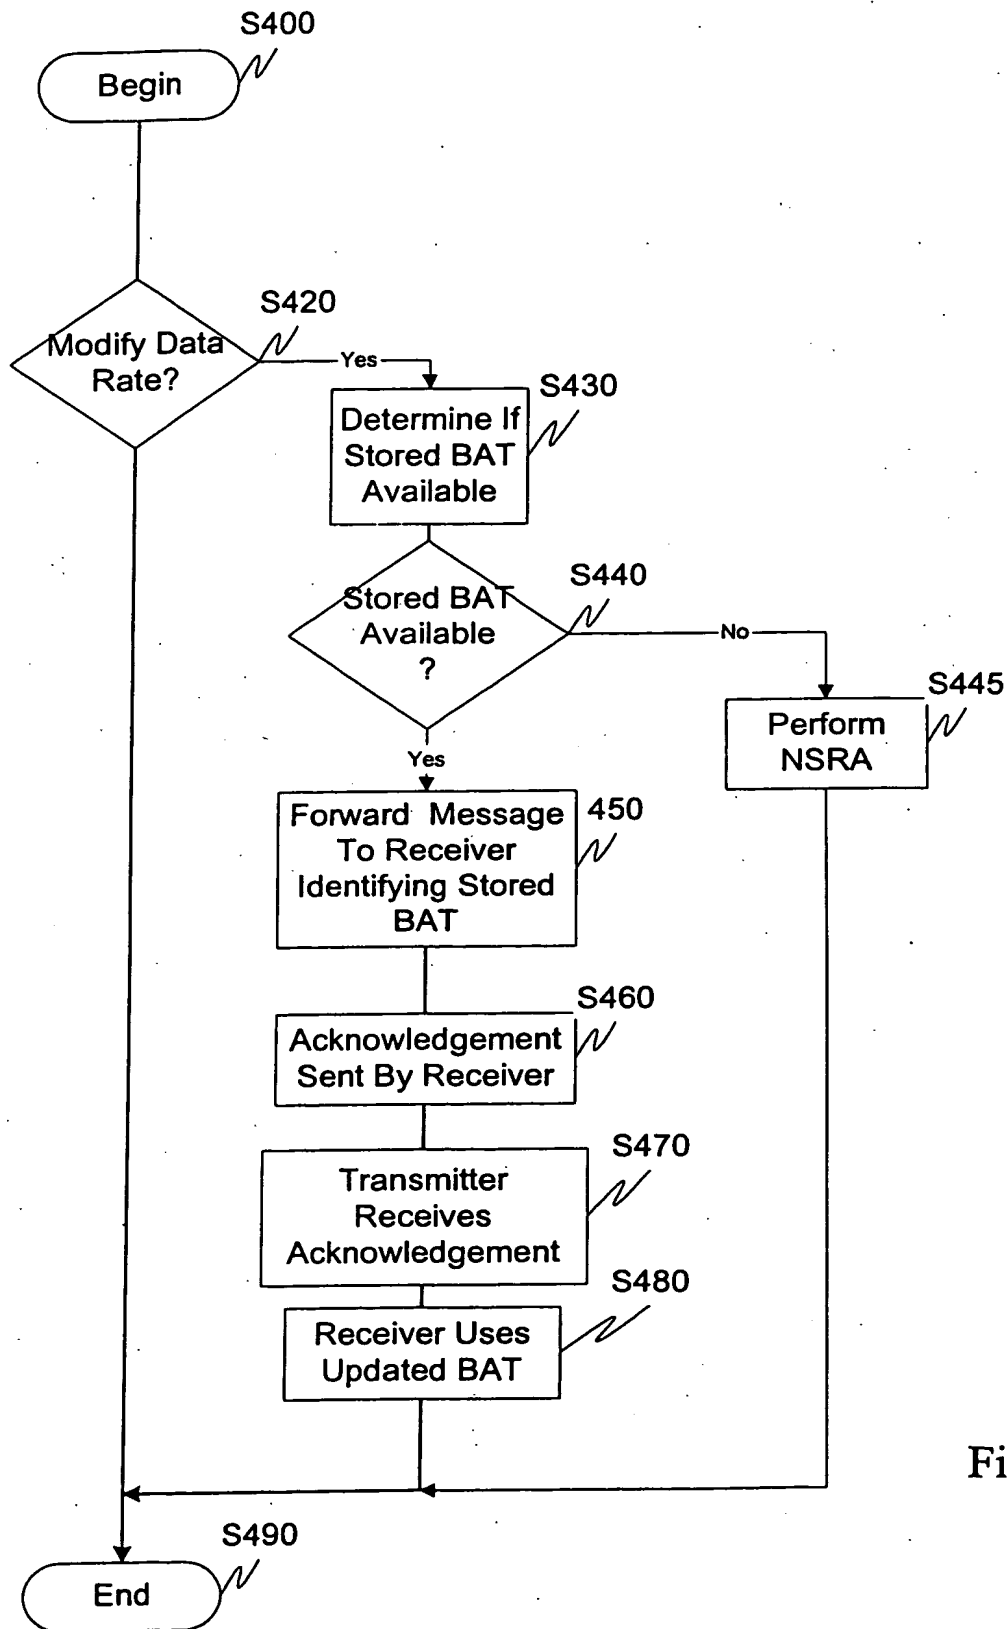 S400
Begin
S420
Modify Data
Rate?
Yes
S430
Determine If
Stored BAT
Available
S440
Stored BAT
Available
?
No
S445
Perform
NSRA
Yes
450
Forward Message
To Receiver
Identifying Stored
BAT
S460
Acknowledgement
Sent By Receiver
S470
Transmitter
Receives
Acknowledgement
S480
Receiver Uses
Updated BAT
Fi
S490
End